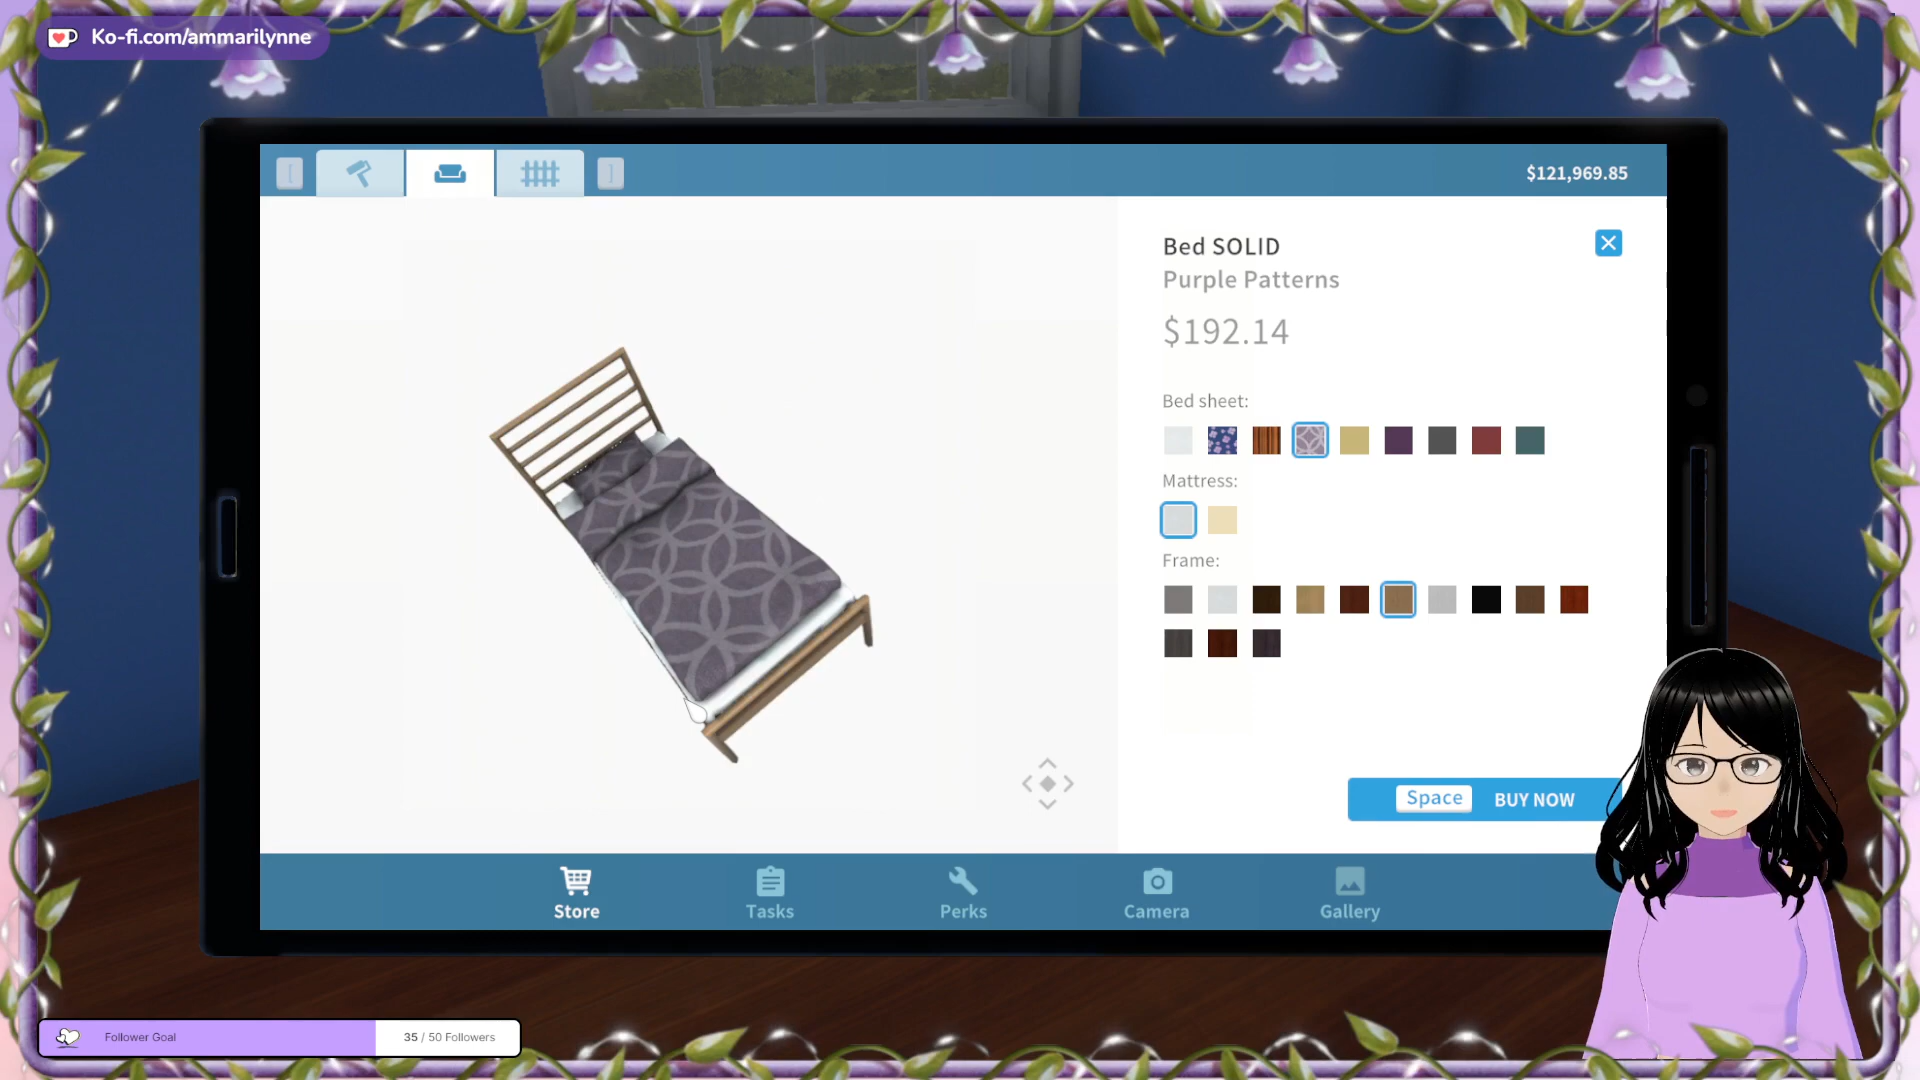 Ko-fi.com/ammarilynne
[
]
$121,969.85
Bed SOLID
Purple Patterns
$192.14
Bed sheet:
Mattress:
Frame:
Space BUY NOW
Store
Tasks
Perks
Camera
Gallery
Follower Goal
35 / 50 Followers